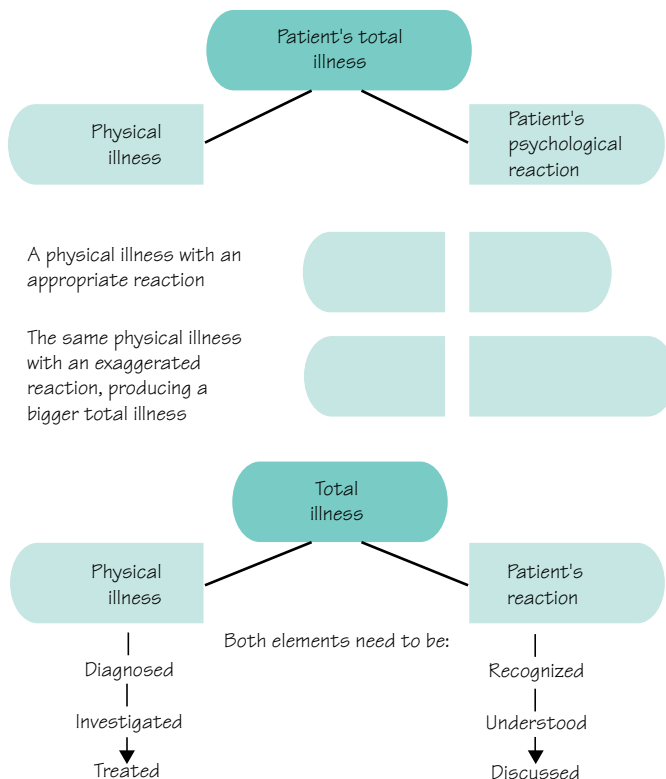 Patient's total
illness
Physical
illness
Patient's
psychological
reaction
A physical illness with an
appropriate reaction
The same physical illness
with an exaggerated
reaction, producing a
bigger total illness
Total
illness
Physical
illness
Patient's
reaction
Both elements need to be:
Diagnosed
Recognized
Investigated
Understood
Treated
Discussed